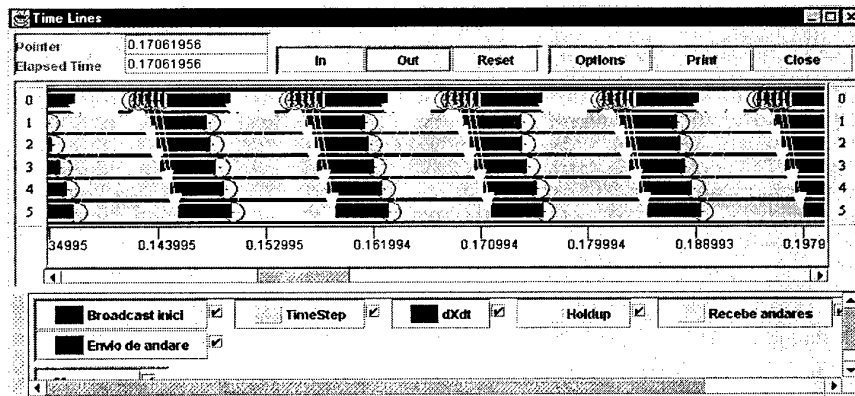 Time Lines
Pointer 0.17061956
Elapsed Time 0.17061956
In Out Reset Options Print Close
0 0
1 1
2 2
3 3
4 4
5 5
34995 0.143995 0.152995 0.161994 0.170994 0.179994 0.188993 0.1979
Broadcast inici TimeStep dXdt Holdup Recebe andares
Envio de andare